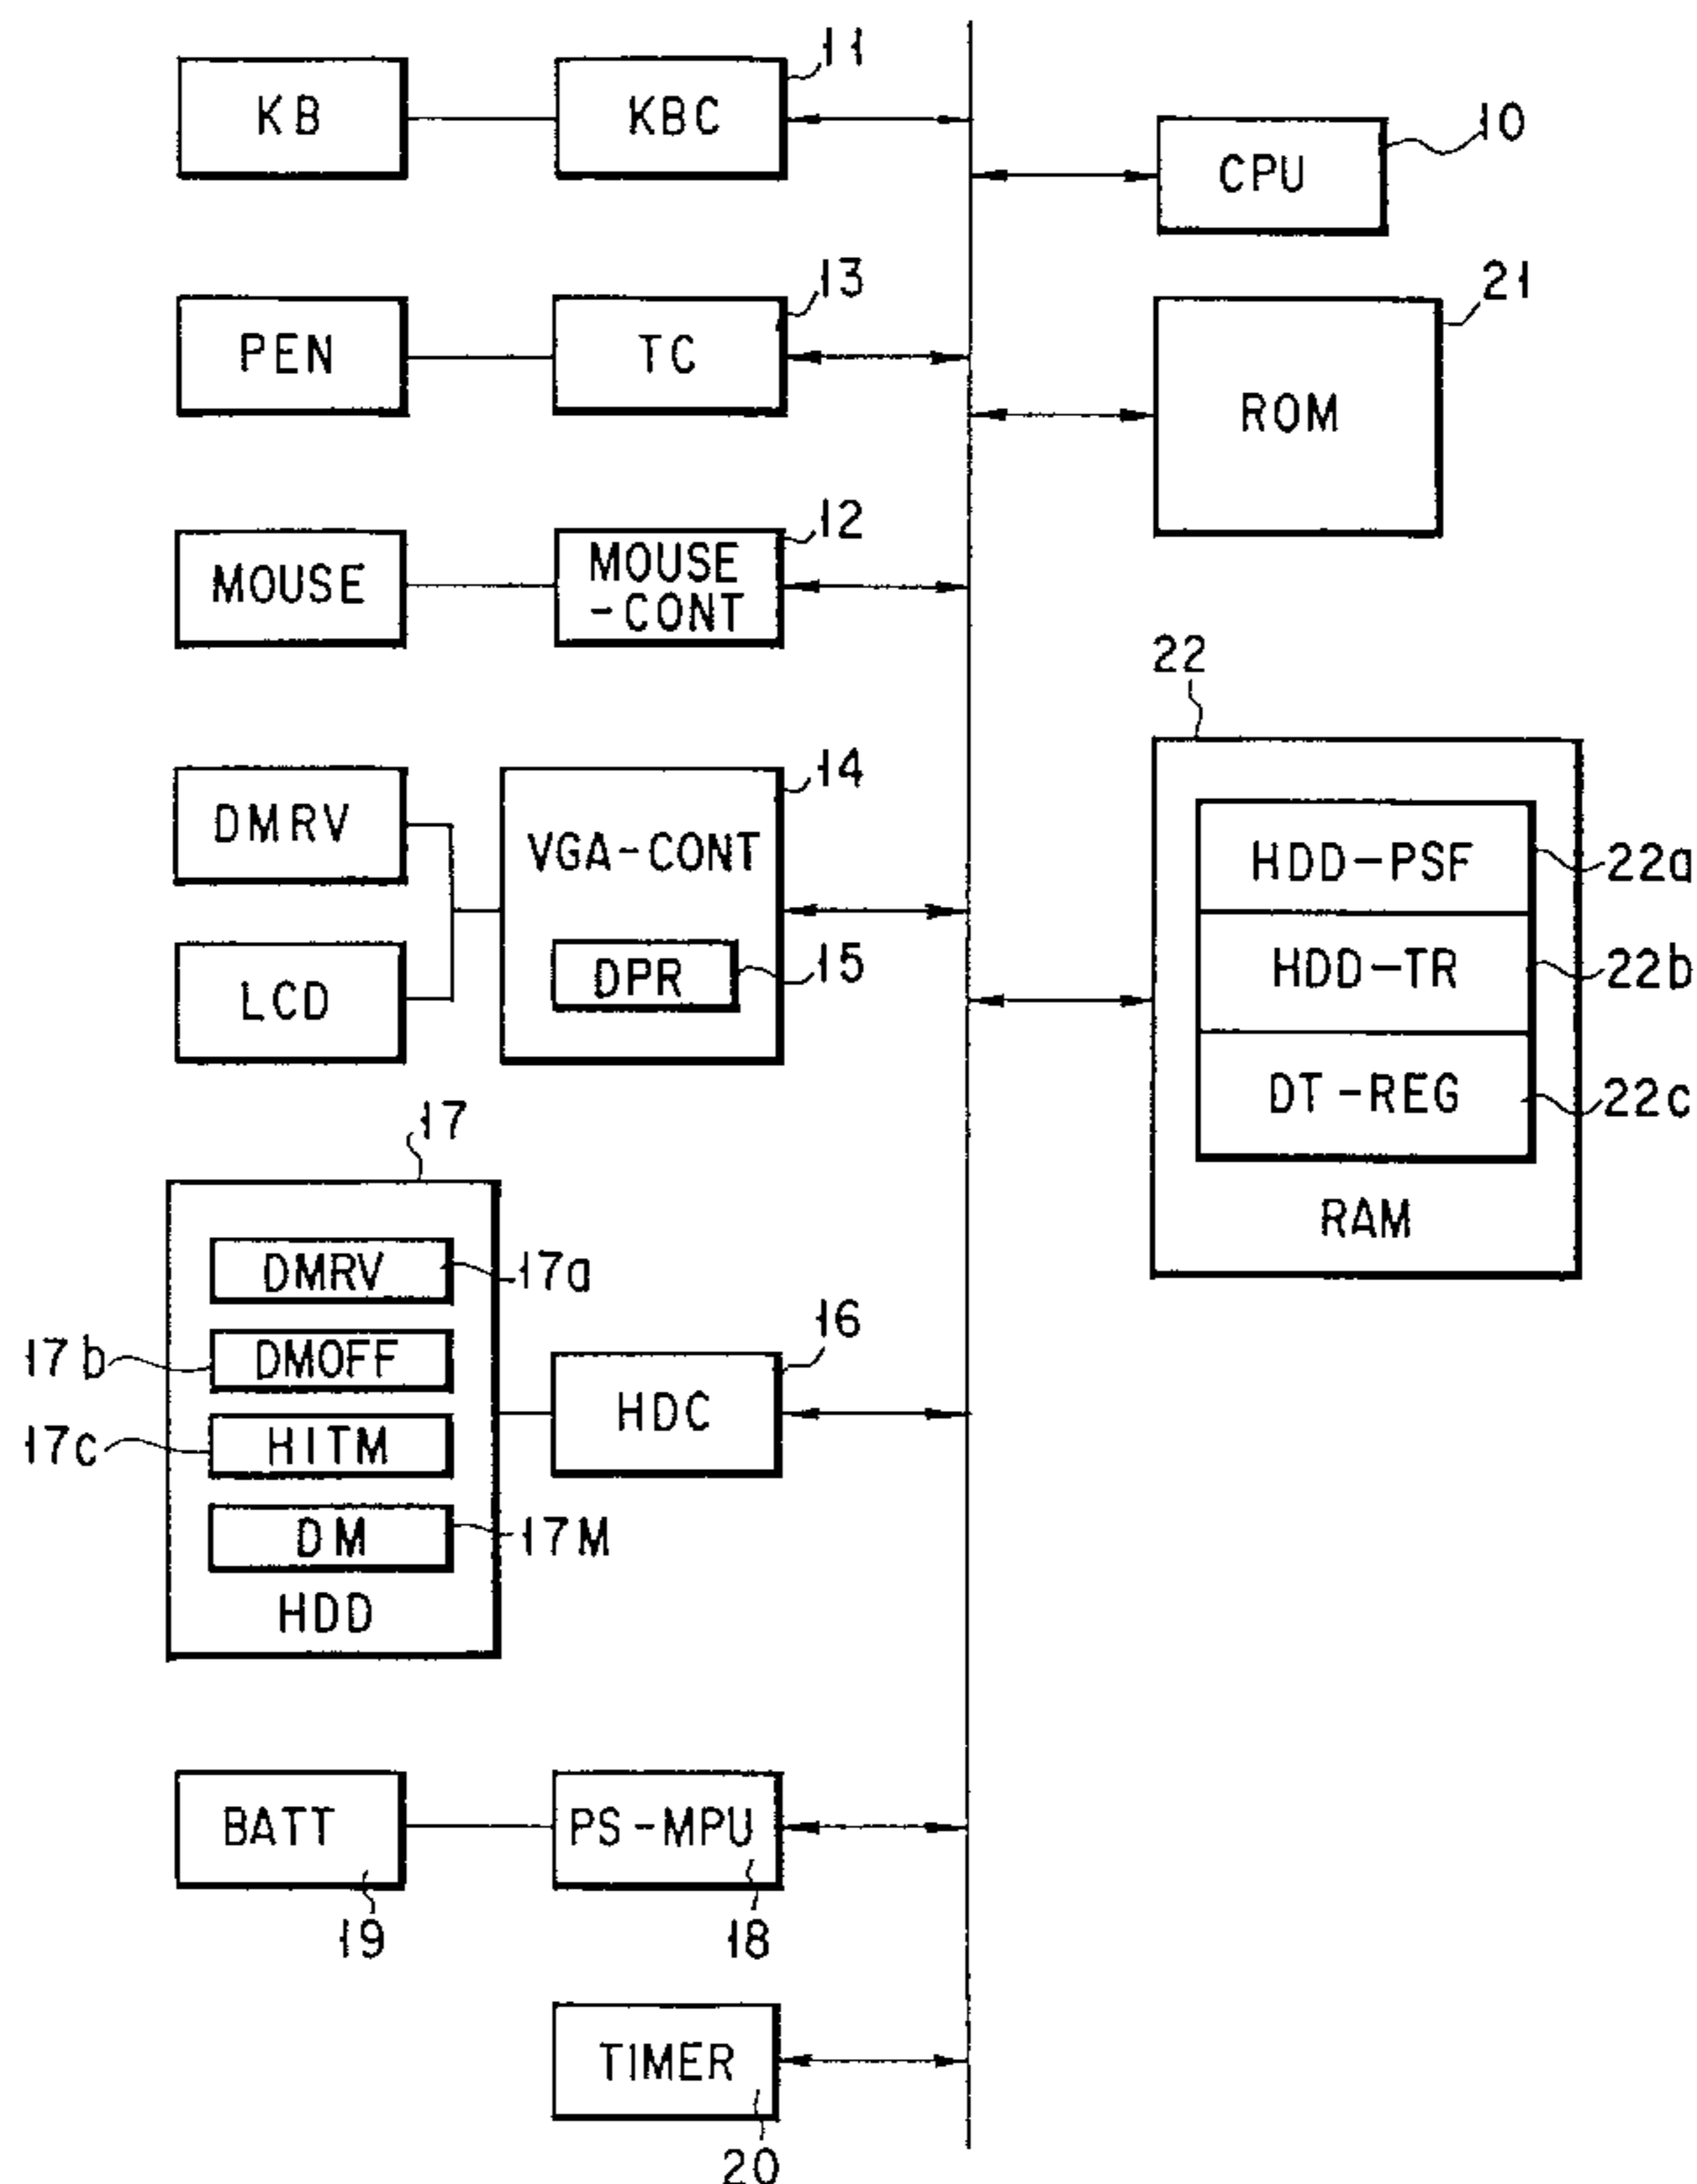 11
KB
KBC
10
CPU
13
PEN
TC
21
ROM
12
MOUSE
MOUSE
-CONT
22
14
DMRV
VGA-CONT
HDD-PSF
22a
15
LCD
DPR
HDD-TR
22b
DT-REG
22c
RAM
17
DMRV
17a
17b
DMOFF
16
HDC
17c
HITM
DM
17M
HDD
BATT
PS-MPU
19
18
TIMER
20